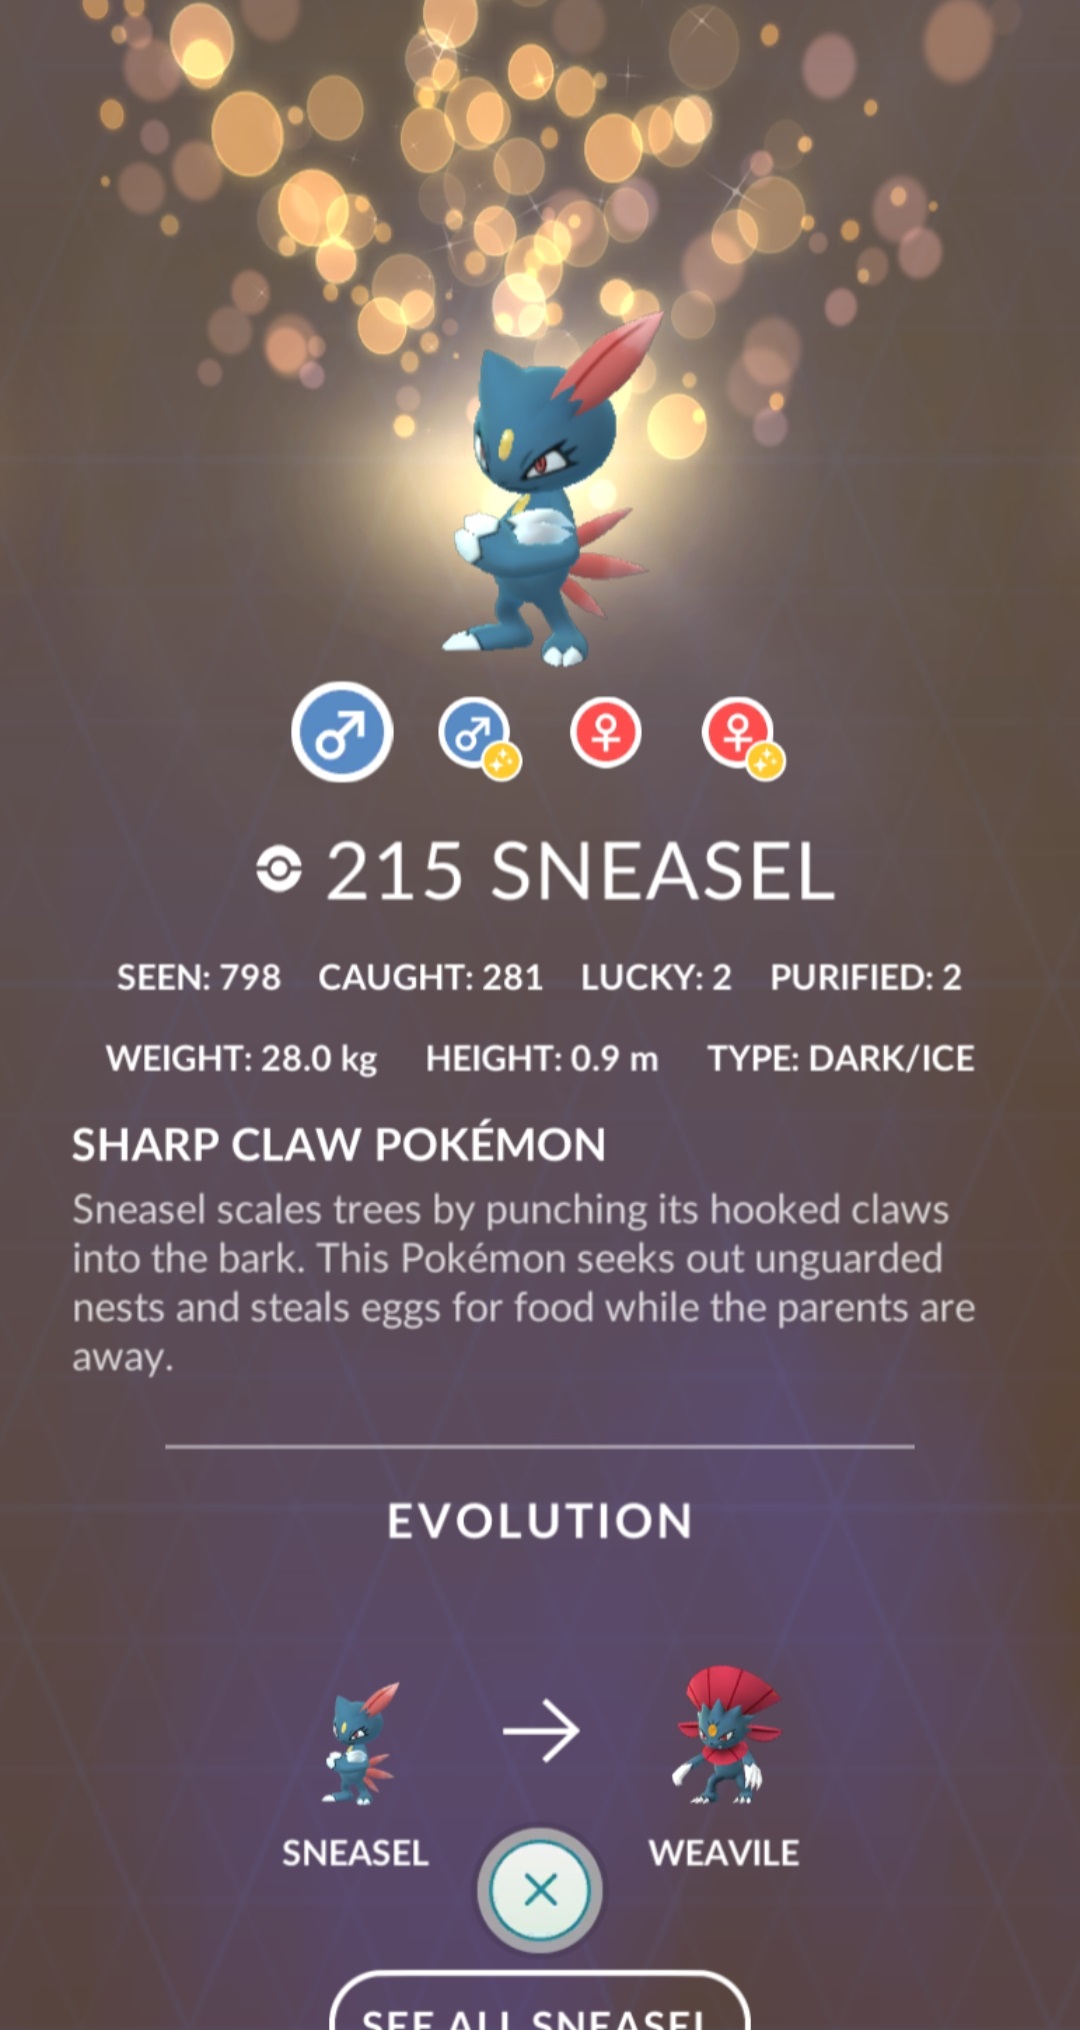 215 SNEASEL
SEEN: 798 CAUGHT: 281 LUCKY: 2 PURIFIED: 2
WEIGHT: 28.0 kg HEIGHT: 0.9 m TYPE: DARK/ICE
SHARP CLAW POKÉMON
Sneasel scales trees by punching its hooked claws
into the bark. This Pokémon seeks out unguarded
nests and steals eggs for food while the parents are
away.
EVOLUTION
SNEASEL WEAVILE
SEE ALL SNEASEL